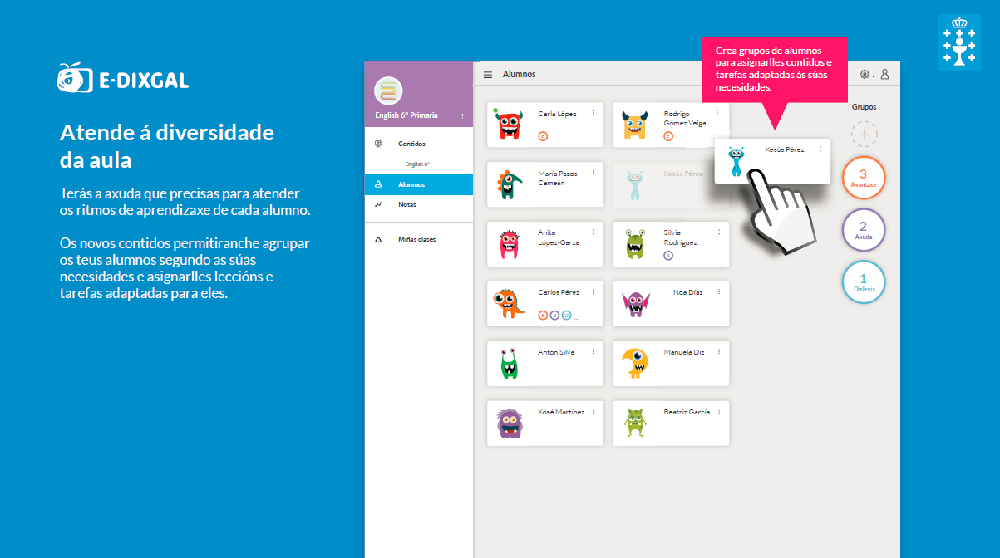 E-DIXGAL
Atende á diversidade
da aula
Terás a axuda que precisas para atender
os ritmos de aprendizaxe de cada alumno.
Os novos contidos permitiranche agrupar
os teus alumnos segundo as súas
necesidades e asignarlles leccións e
tarefas adaptadas para eles.
English 6º Primaria
Contidos
English 6º
Alumnos
Notas
Miñas clases
Alumnos
Crea grupos de alumnos
para asignarlles contidos e
tarefas adaptadas ás súas
necesidades.
Carla López
E
Rodrigo
Gómez Veiga
E
María Pazos
Cameán
Xesús Pérez
Xesús Pérez
Anita
López-Garza
Silvia
Rodríguez
S
Carlos Pérez
E S O ...
Noa Díaz
Antón Silva
Manuela Diz
Xosé Martínez
Beatriz García
Grupos
+
3
Avantaxe
2
Axuda
1
Dislexia